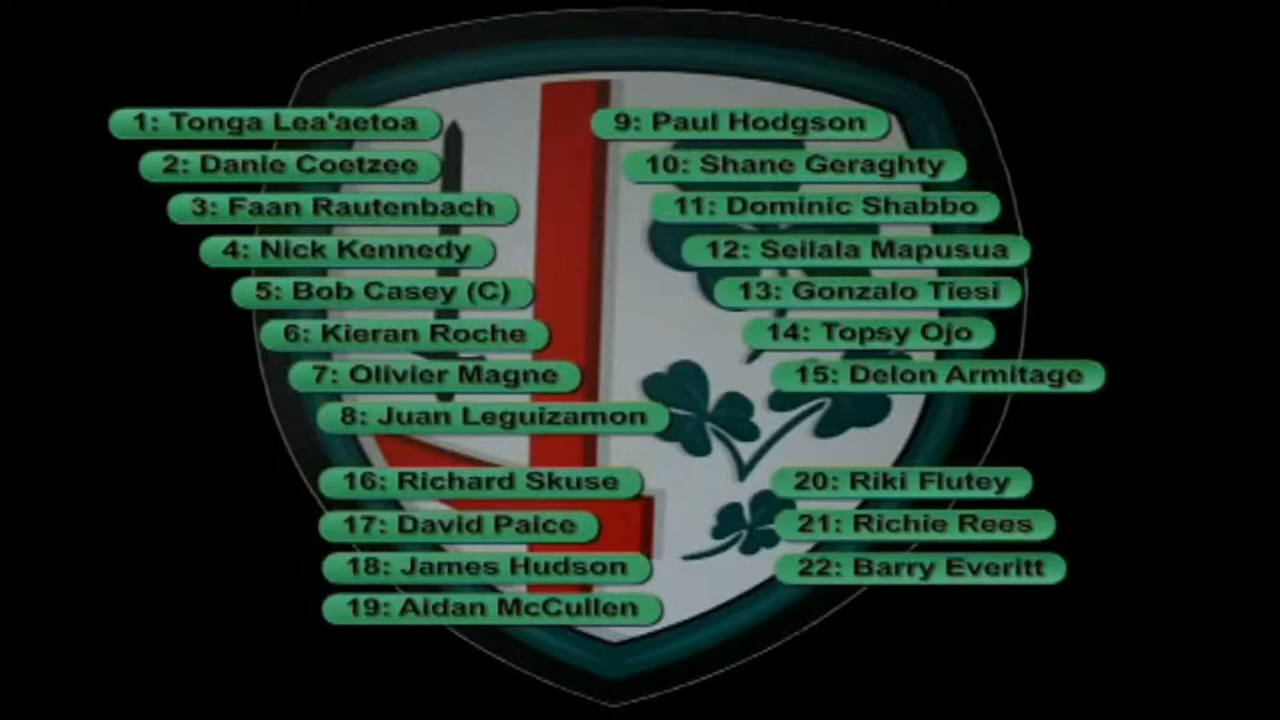 1: Tonga Lea'aetoa
2: Danie Coetzee
3: Faan Rautenbach
4: Nick Kennedy
5: Bob Casey (C)
6: Kieran Roche
7: Olivier Magne
8: Juan Leguizamon
16: Richard Skuse
17: David Paice
18: James Hudson
19: Aidan McCullen
9: Paul Hodgson
10: Shane Geraghty
11: Dominic Shabbo
12: Seilala Mapusua
13: Gonzalo Tiesi
14: Topsy Ojo
15: Delon Armitage
20: Riki Flutey
21: Richie Rees
22: Barry Everitt